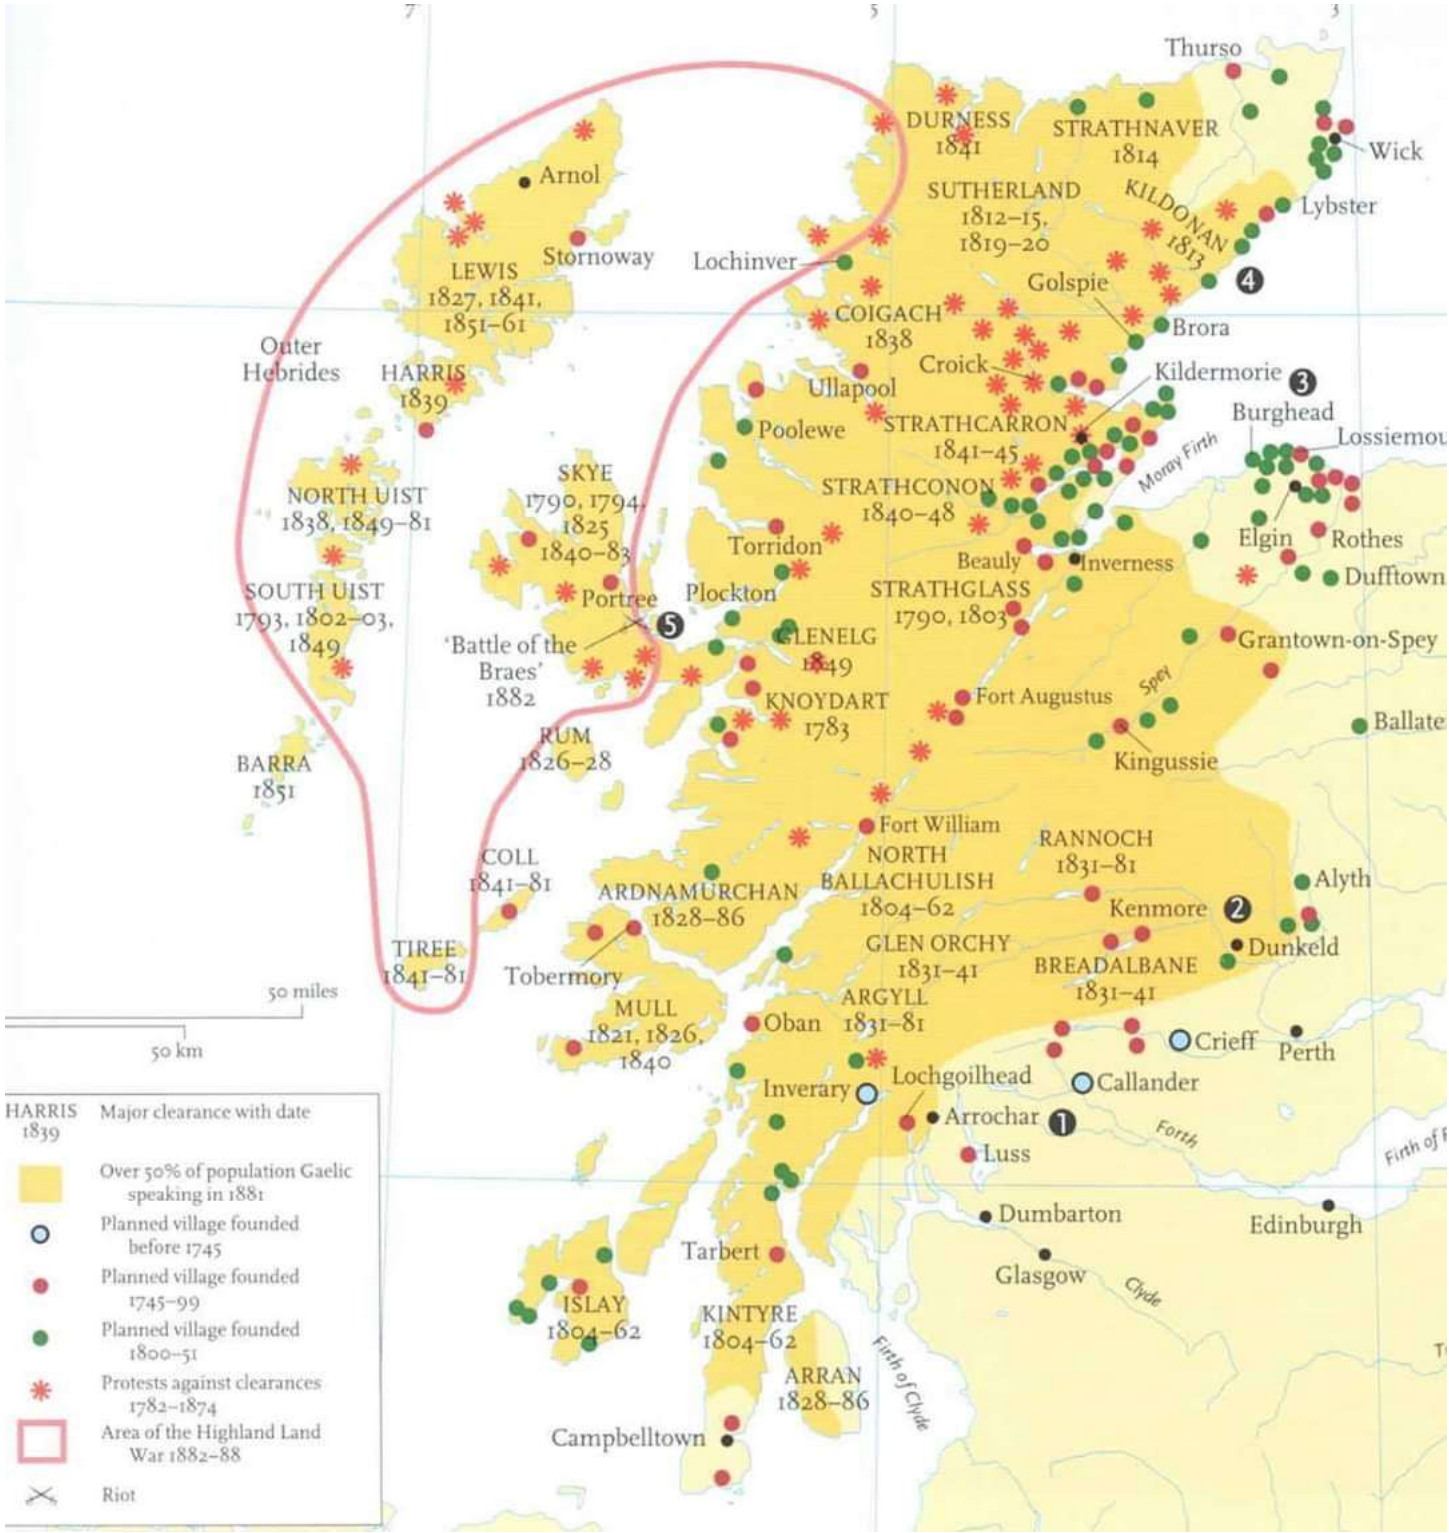 7
5
3
Thurso
DURNESS
1841
STRATHNAVER
1814
Wick
Arnol
SUTHERLAND
1812–15,
1819–20
KILDONAN
1813
Lybster
Stornoway
Lochinver
LEWIS
1827, 1841,
1851–61
Golspie
4
COIGACH
1838
Brora
Outer
Hebrides
HARRIS
1839
Croick
Ullapool
Kildermorie
3
Burghead
Poolewe
STRATHCARRON
1841–45
Lossiemou
Moray Firth
SKYE
1790, 1794,
1825
1840–83
NORTH UIST
1838, 1849–81
STRATHCONON
1840–48
Torridon
Elgin
Rothes
Beauly
Inverness
Dufftown
SOUTH UIST
1793, 1802–03,
1849
Portree
Plockton
STRATHGLASS
1790, 1803
5
'Battle of the
Braes'
1882
GLENELG
1849
Grantown-on-Spey
Spey
KNOYDART
1783
Fort Augustus
Ballate
RUM
1826–28
BARRA
1851
Kingussie
Fort William
NORTH
BALLACHULISH
1804–62
RANNOCH
1831–81
COLL
1841–81
ARDNAMURCHAN
1828–86
Alyth
Kenmore
2
TIREE
1841–81
Tobermory
GLEN ORCHY
1831–41
Dunkeld
BREADALBANE
1831–41
50 miles
50 km
MULL
1821, 1826,
1840
Oban
ARGYLL
1831–81
Crieff
Perth
Inverary
Lochgoilhead
Callander
Arrochar
1
Forth
Firth of F
Luss
Dumbarton
Edinburgh
Glasgow
Clyde
Tarbert
ISLAY
1804–62
KINTYRE
1804–62
Firth of Clyde
ARRAN
1828–86
Campbelltown
HARRIS
1839
Major clearance with date
Over 50% of population Gaelic
speaking in 1881
Planned village founded
before 1745
Planned village founded
1745–99
Planned village founded
1800–51
Protests against clearances
1782–1874
Area of the Highland Land
War 1882–88
Riot